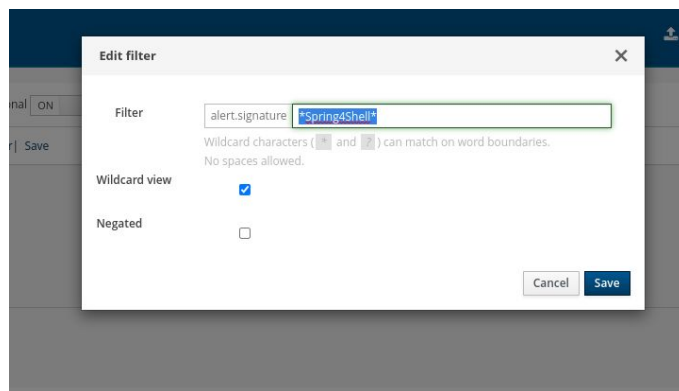 Edit filter
onal ON
Filter
alert.signature *Spring4Shell*
Wildcard characters ( * and ? ) can match on word boundaries.
No spaces allowed.
r| Save
Wildcard view
Negated
Cancel Save